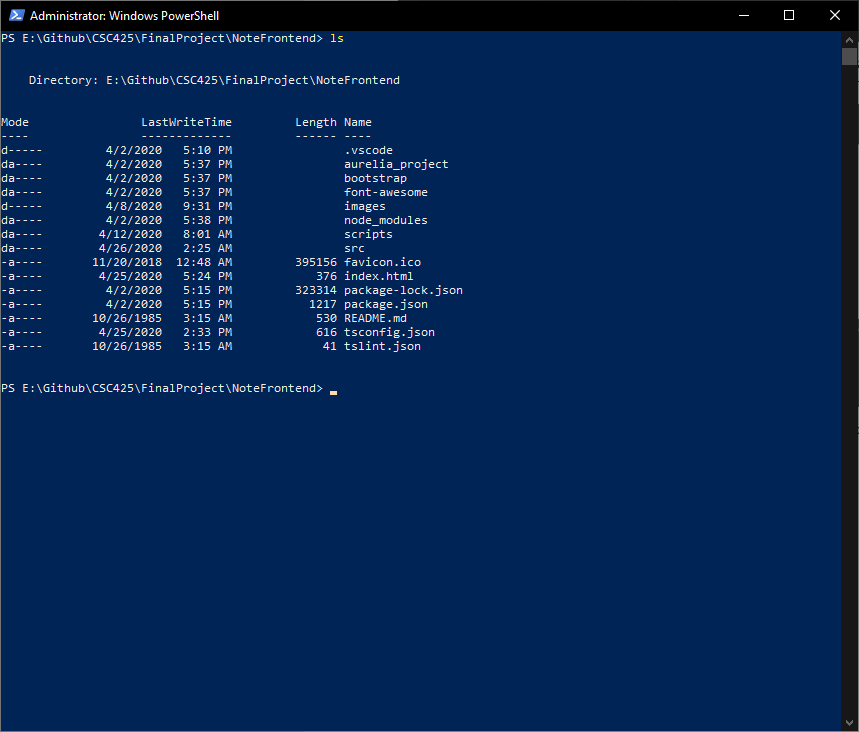 Administrator: Windows PowerShell
PS E:\Github\CSC425\FinalProject\NoteFrontend> ls
Directory: E:\Github\CSC425\FinalProject\NoteFrontend
Mode LastWriteTime Length Name
---- ------------- ------ ----
d----- 4/2/2020 5:10 PM .vscode
da---- 4/2/2020 5:37 PM aurelia_project
da---- 4/2/2020 5:37 PM bootstrap
da---- 4/2/2020 5:37 PM font-awesome
d----- 4/8/2020 9:31 PM images
da---- 4/2/2020 5:38 PM node_modules
da---- 4/12/2020 8:01 AM scripts
da---- 4/26/2020 2:25 AM src
-a---- 11/20/2018 12:48 AM 395156 favicon.ico
-a---- 4/25/2020 5:24 PM 376 index.html
-a---- 4/2/2020 5:15 PM 323314 package-lock.json
-a---- 4/2/2020 5:15 PM 1217 package.json
-a---- 10/26/1985 3:15 AM 530 README.md
-a---- 4/25/2020 2:33 PM 616 tsconfig.json
-a---- 10/26/1985 3:15 AM 41 tslint.json
PS E:\Github\CSC425\FinalProject\NoteFrontend>